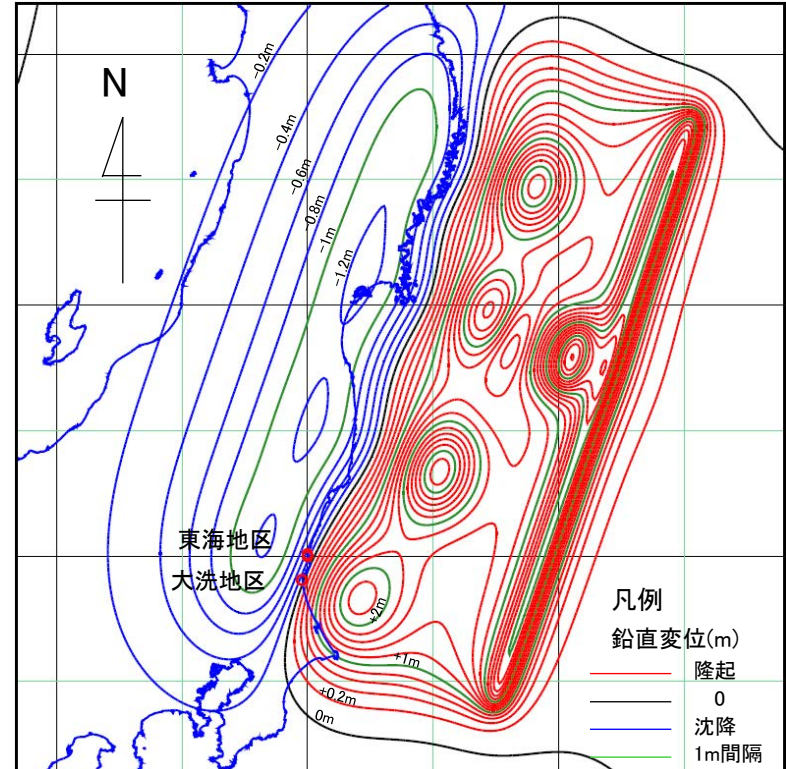 N
-0.2m
-0.4m
-0.6m
-0.8m
-1m
-1.2m
東海地区
大洗地区
+2m
+1m
+0.2m
0m
凡例
鉛直変位(m)
隆起
0
沈降
1m間隔